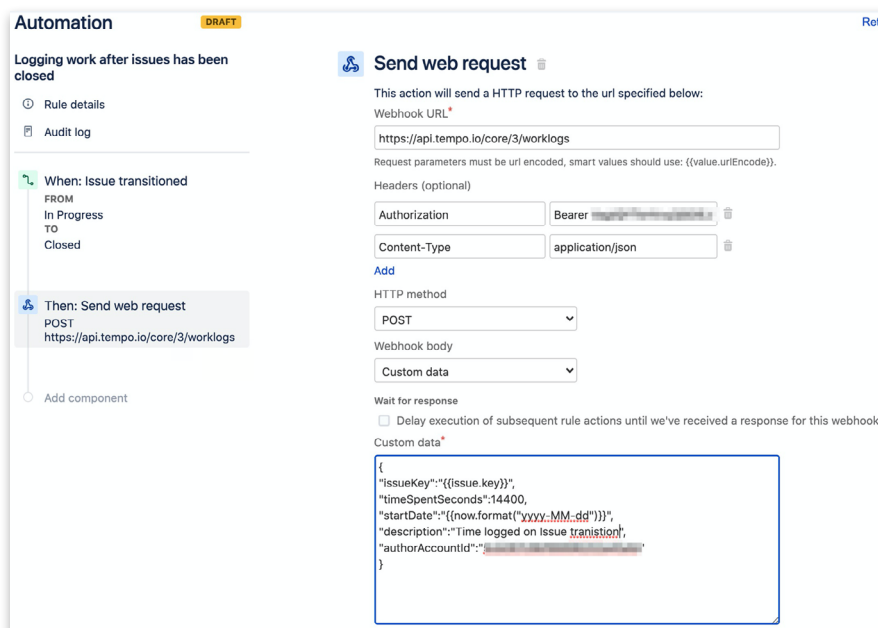 Automation
DRAFT
Ret
Logging work after issues has been
closed
Rule details
Audit log
When: Issue transitioned
FROM
In Progress
TO
Closed
Then: Send web request
POST
https://api.tempo.io/core/3/worklogs
Add component
Send web request
This action will send a HTTP request to the url specified below:
Webhook URL*
https://api.tempo.io/core/3/worklogs
Request parameters must be url encoded, smart values should use: {{value.urlEncode}}.
Headers (optional)
Authorization
Bearer
Content-Type
application/json
Add
HTTP method
POST
Webhook body
Custom data
Wait for response
Delay execution of subsequent rule actions until we've received a response for this webhook
Custom data*
{
"issueKey":"{{issue.key}}",
"timeSpentSeconds":14400,
"startDate":"{{now.format("yyyy-MM-dd")}}",
"description":"Time logged on Issue tranistion",
"authorAccountId":"
}